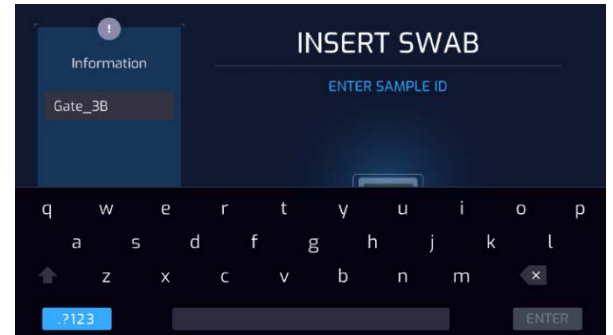 !
Information
Gate_3B
INSERT SWAB
ENTER SAMPLE ID
q w e r t y u i o p
a s d f g h j k l
z x c v b n m
.?123 ENTER